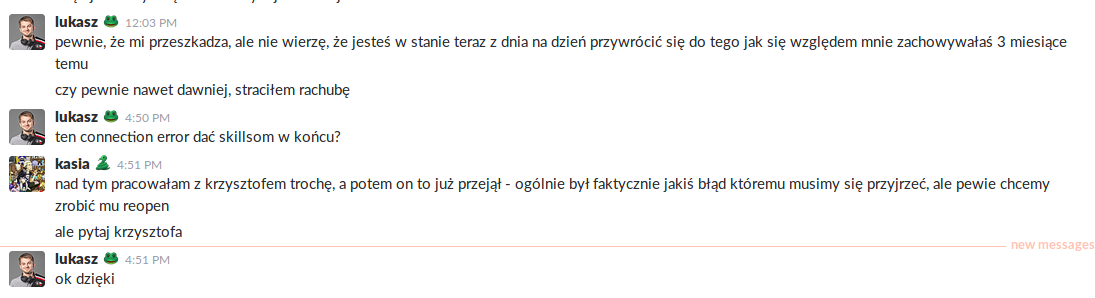 lukasz 12:03 PM
pewnie, że mi przeszkadza, ale nie wierzę, że jesteś w stanie teraz z dnia na dzień przywrócić się do tego jak się względem mnie zachowywałaś 3 miesiące
temu
czy pewnie nawet dawniej, straciłem rachubę
lukasz 4:50 PM
ten connection error dać skillsom w końcu?
kasia 4:51 PM
nad tym pracowałam z krzysztofem trochę, a potem on to już przejął - ogólnie był faktycznie jakiś błąd któremu musimy się przyjrzeć, ale pewie chcemy
zrobić mu reopen
ale pytaj krzysztofa
new messages
lukasz 4:51 PM
ok dzięki